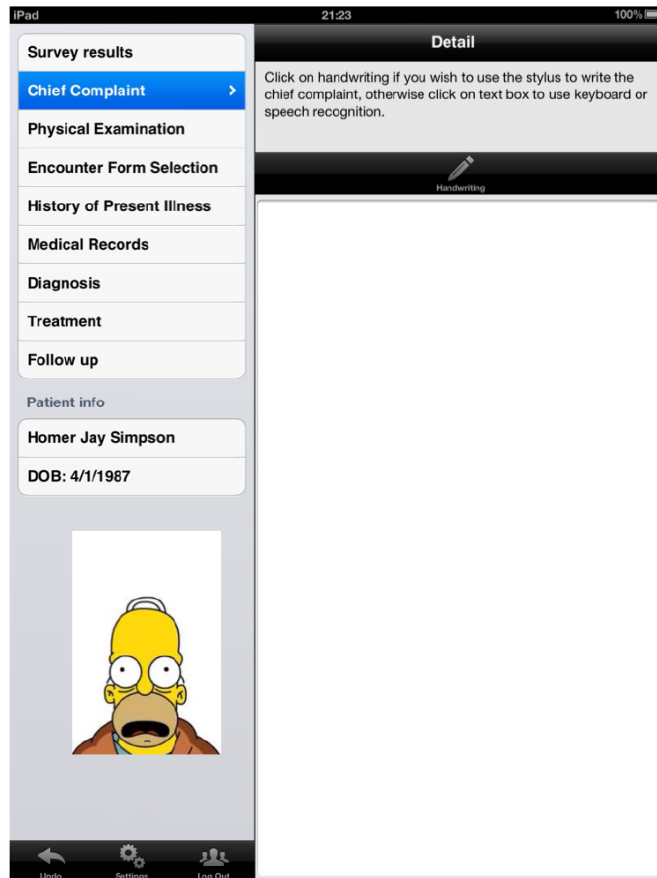 iPad 21:23 100%
Survey results
Chief Complaint
Physical Examination
Encounter Form Selection
History of Present Illness
Medical Records
Diagnosis
Treatment
Follow up
Patient info
Homer Jay Simpson
DOB: 4/1/1987
Undo Settings Log Out
Detail
Click on handwriting if you wish to use the stylus to write the
chief complaint, otherwise click on text box to use keyboard or
speech recognition.
Handwriting